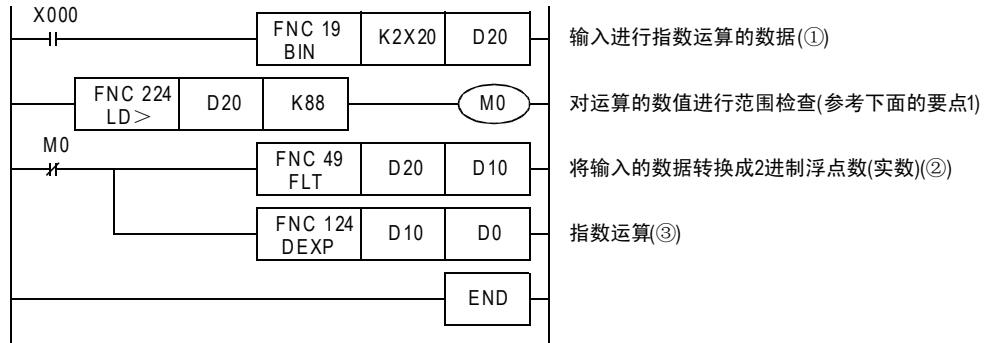 X000
FNC 19
BIN K2X20 D20 输入进行指数运算的数据(①)
FNC 224
LD＞ D20 K88 M0 对运算的数值进行范围检查(参考下面的要点1)
M0
FNC 49
FLT D20 D10 将输入的数据转换成2进制浮点数(实数)(②)
FNC 124
DEXP D10 D0 指数运算(③)
END